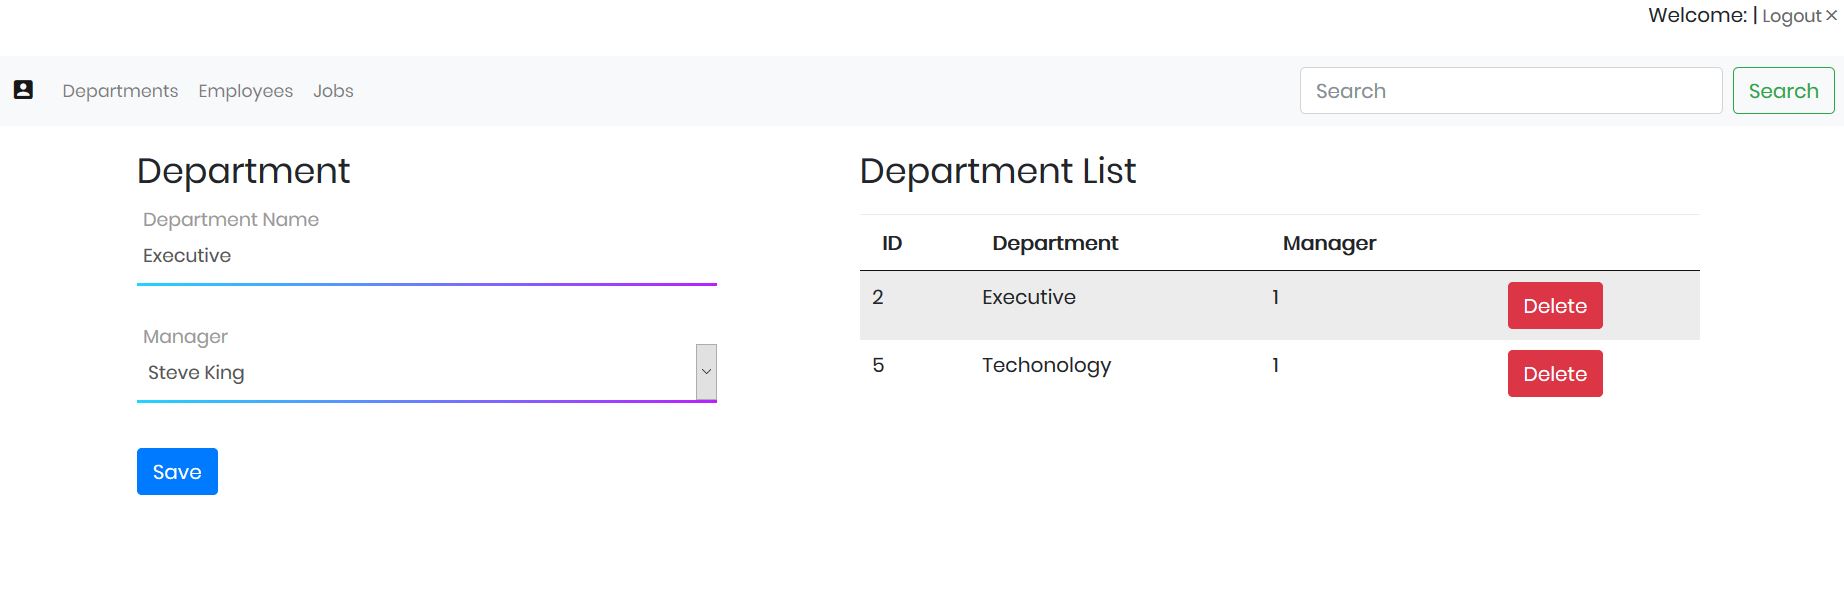 Welcome: | Logout ×
Departments Employees Jobs Search Search
Department
Department Name
Executive
Manager
Steve King
Save
Department List
ID Department Manager
2 Executive 1 Delete
5 Techonology 1 Delete